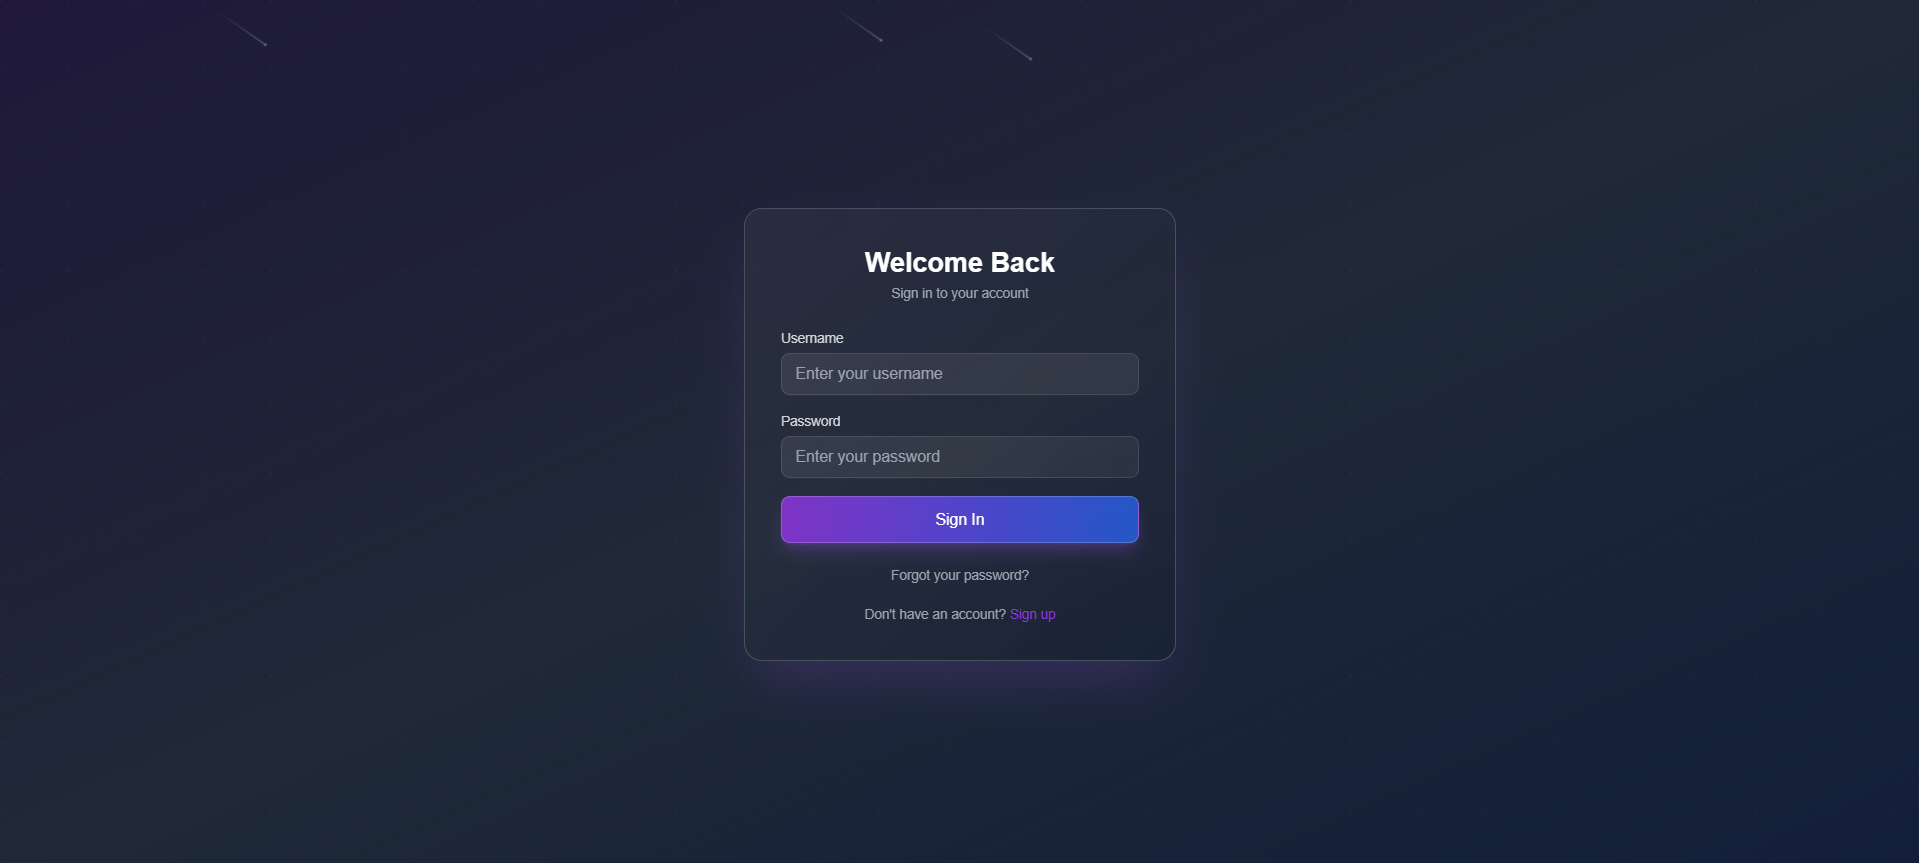 Welcome Back
Sign in to your account
Username
Enter your username
Password
Enter your password
Sign In
Forgot your password?
Don't have an account? Sign up